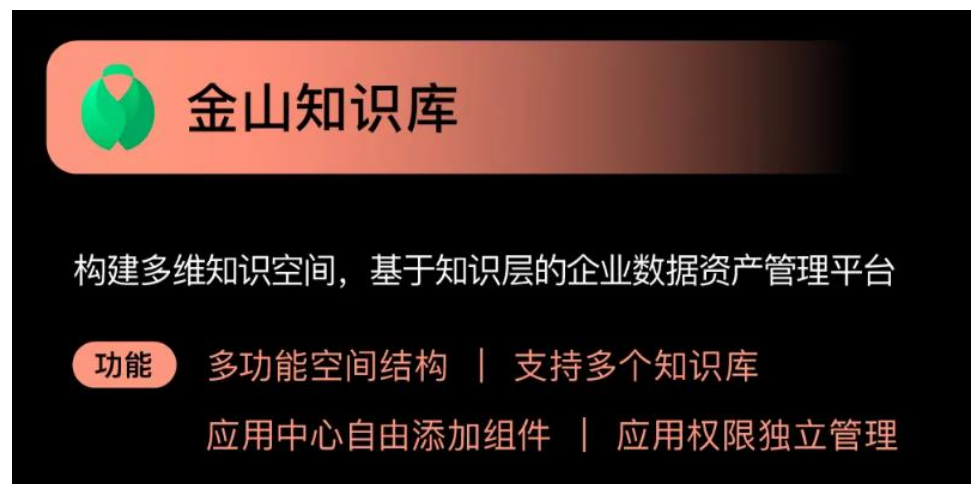 金山知识库
构建多维知识空间，基于知识层的企业数据资产管理平台
功能 多功能空间结构 | 支持多个知识库
应用中心自由添加组件 | 应用权限独立管理